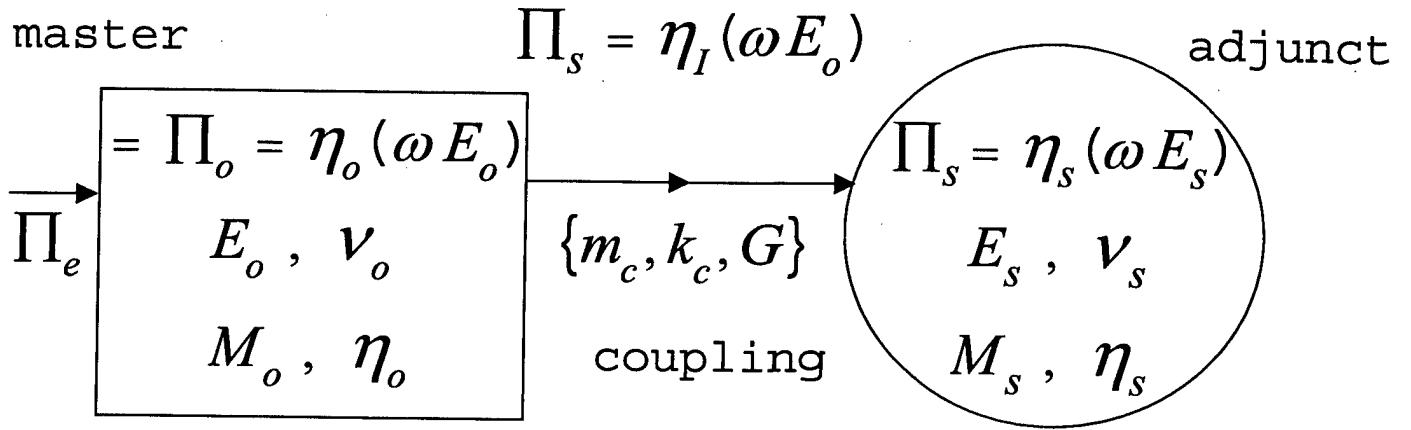 master
Π_s = η_I(ωE_o)
adjunct
= Π_o = η_o(ωE_o)
Π_s = η_s(ωE_s)
Π_e
E_o , ν_o
{m_c, k_c, G}
E_s , ν_s
M_o , η_o
coupling
M_s , η_s